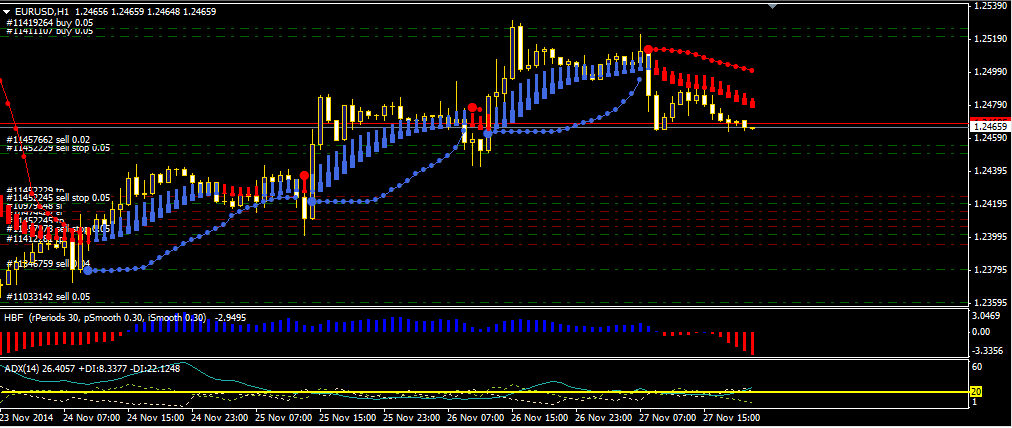 EURUSD,H1 1.24656 1.24659 1.24648 1.24659
#11419264 buy 0.05
#11411107 buy 0.05
#11457662 sell 0.02
#11452229 sell stop 0.05
#11452229 tp
#11452245 sell stop 0.05
#11452245
sell stop 0.05
#11033142 sell 0.05
1.25390
1.25190
1.24990
1.24790
1.24659
1.24590
1.24395
1.24195
1.23995
1.23795
1.23595
HBF (rPeriods 30, pSmooth 0.30, iSmooth 0.30) -2.9495
3.0469
0.00
-3.3356
ADX(14) 26.4057 +DI:8.3377 -DI:22.1248
60
20
1
23 Nov 2014 24 Nov 07:00 24 Nov 15:00 24 Nov 23:00 25 Nov 07:00 25 Nov 15:00 25 Nov 23:00 26 Nov 07:00 26 Nov 15:00 26 Nov 23:00 27 Nov 07:00 27 Nov 15:00